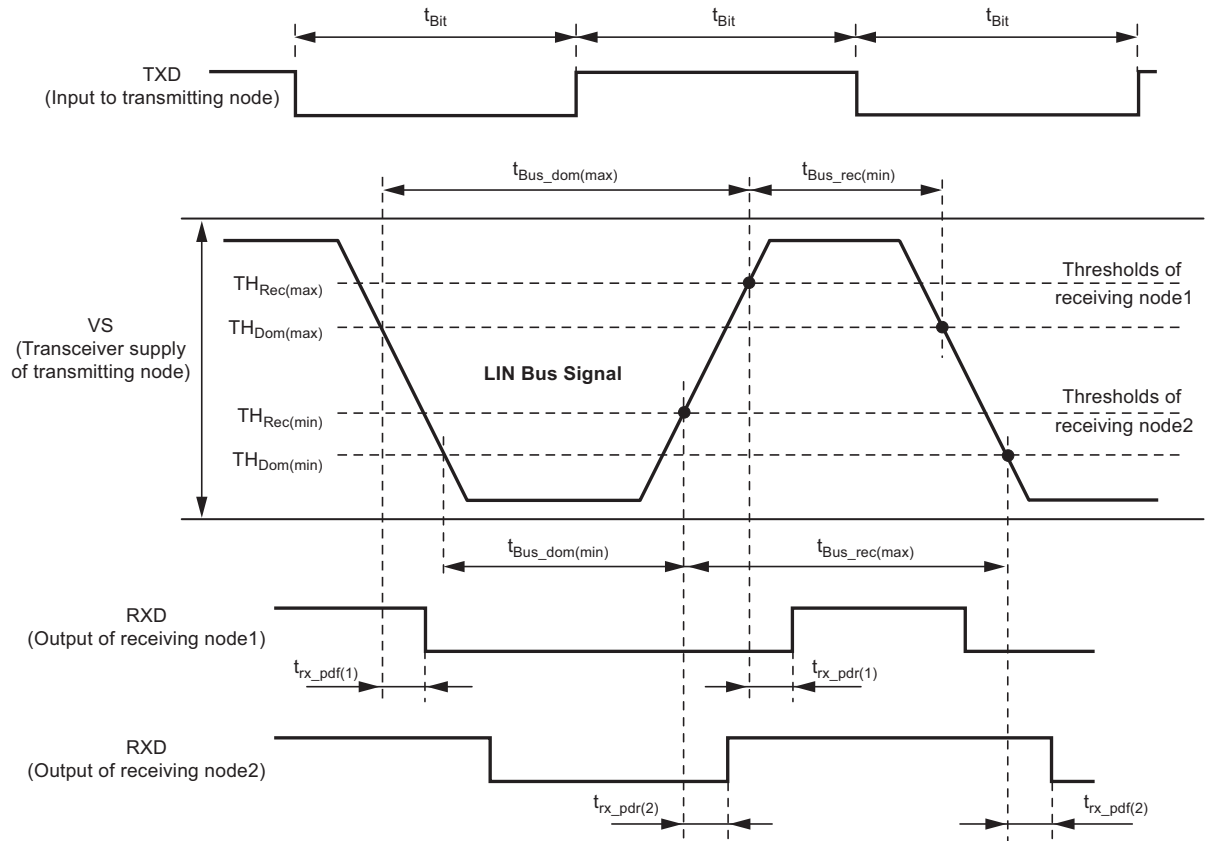 tBit
tBit
tBit
TXD
(Input to transmitting node)
tBus_dom(max)
tBus_rec(min)
THRec(max)
Thresholds of
receiving node1
THDom(max)
VS
(Transceiver supply
of transmitting node)
LIN Bus Signal
THRec(min)
Thresholds of
receiving node2
THDom(min)
tBus_dom(min)
tBus_rec(max)
RXD
(Output of receiving node1)
trx_pdf(1)
trx_pdr(1)
RXD
(Output of receiving node2)
trx_pdr(2)
trx_pdf(2)